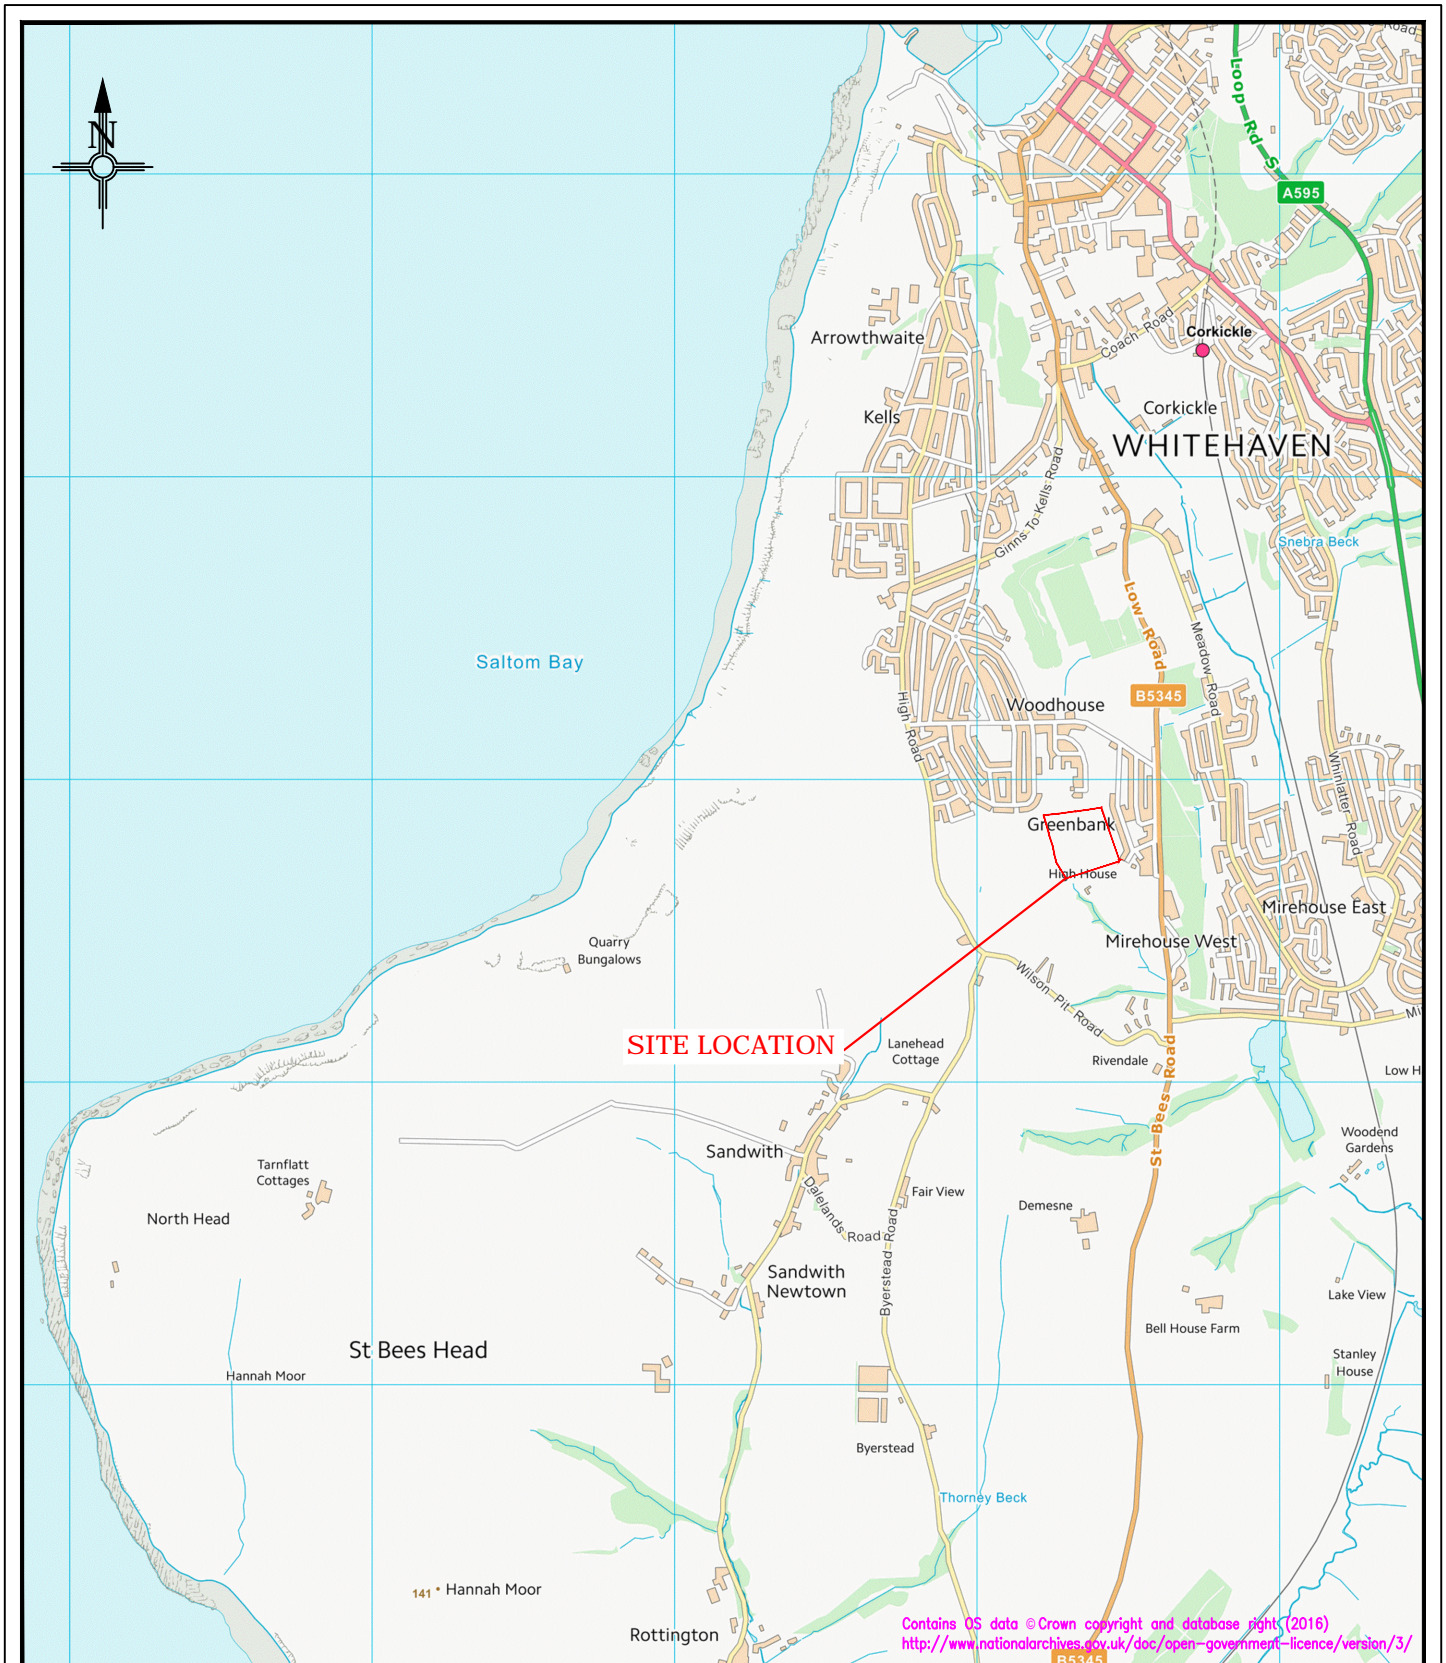 Road
Loop Rd S
N
A595
Arrowthwaite
Coach Road
Corkickle
Corkickle
Kells
WHITEHAVEN
Ginns To Kells Road
Snebra Beck
Low Road
Meadow Road
Saltom Bay
B5345
Woodhouse
High Road
Whinlatter Road
Greenbank
High House
Mirehouse East
Quarry
Bungalows
Mirehouse West
Wilson Pit Road
Mi
SITE LOCATION
Lanehead
Cottage
Rivendale
Low H
St Bees Road
Woodend
Gardens
Sandwith
Tarnflatt
Cottages
Fair View
Dalelands Road
Demesne
North Head
Byerstead Road
Sandwith
Newtown
Lake View
Bell House Farm
St Bees Head
Stanley
House
Hannah Moor
Byerstead
Thorney Beck
141 Hannah Moor
Rottington
Contains OS data © Crown copyright and database right (2016)
http://www.nationalarchives.gov.uk/doc/open-government-licence/version/3/
B5345